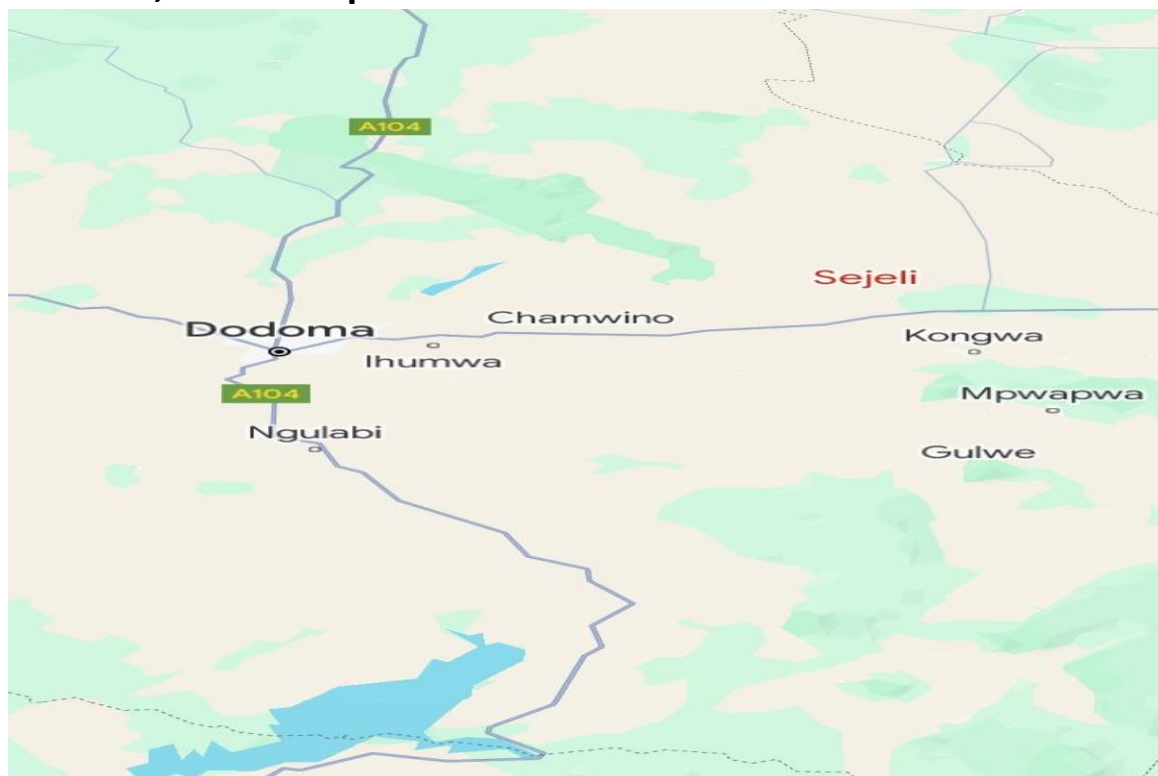 A104
Sejeli
Chamwino
Dodoma
Kongwa
Ihumwa
A104
Mpwapwa
Ngulabi
Gulwe